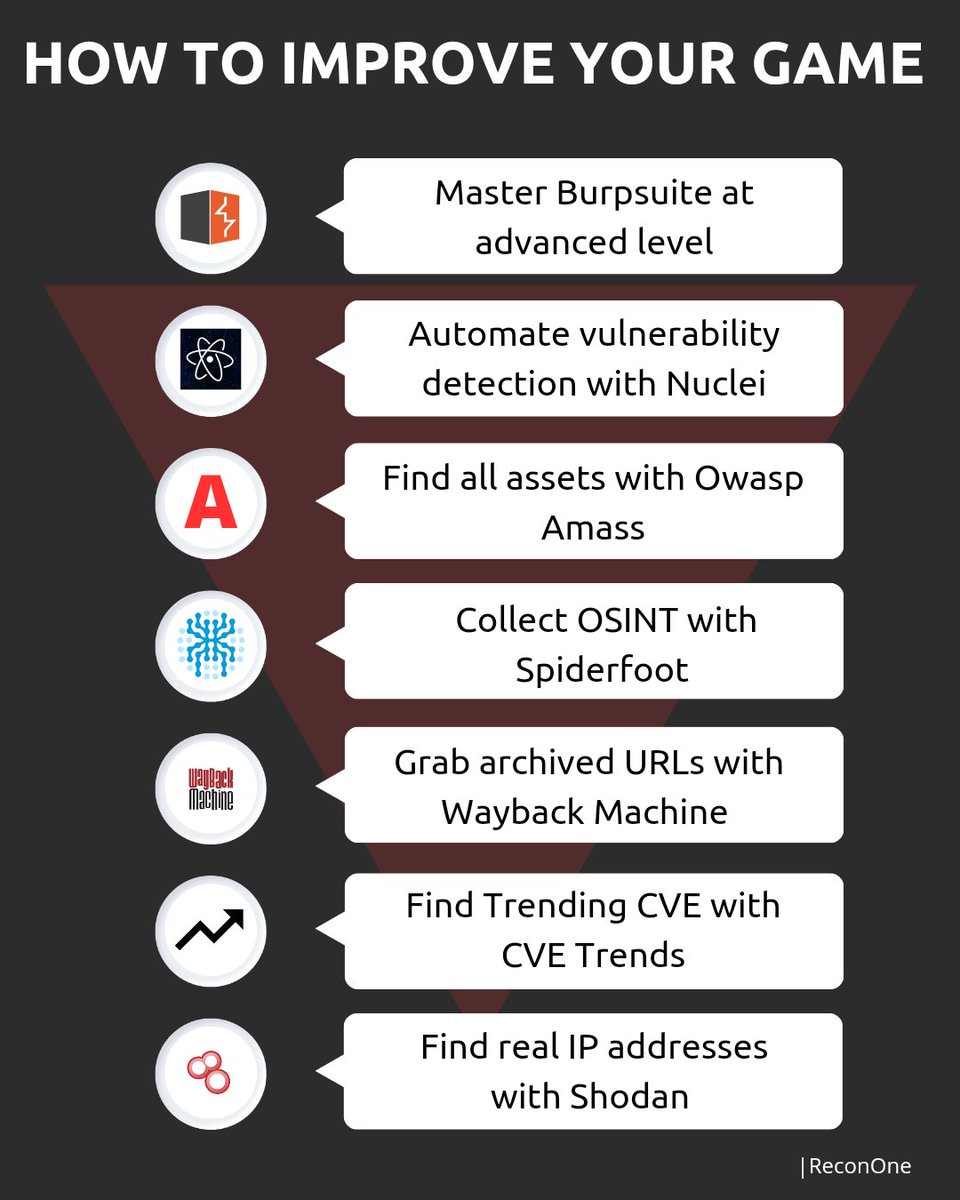 HOW TO IMPROVE YOUR GAME
Master Burpsuite at
advanced level
Automate vulnerability
detection with Nuclei
A
Find all assets with Owasp
Amass
Collect OSINT with
Spiderfoot
WayBack
Machine
Grab archived URLs with
Wayback Machine
Find Trending CVE with
CVE Trends
Find real IP addresses
with Shodan
|ReconOne